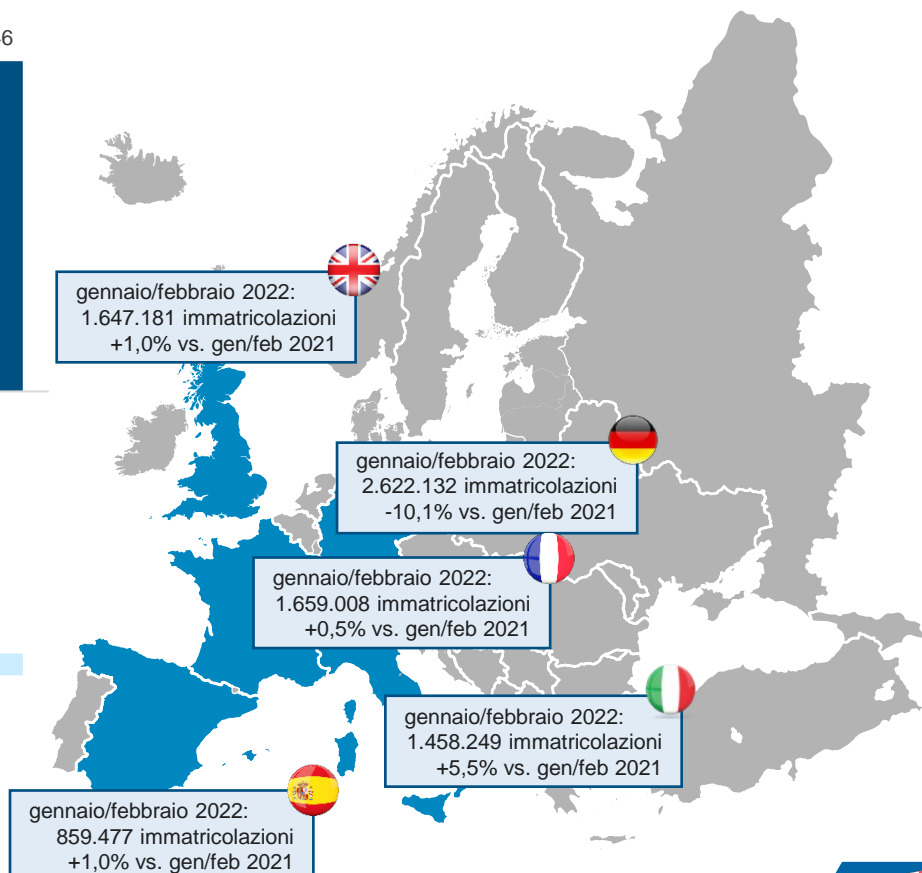 6
gennaio/febbraio 2022:
1.647.181 immatricolazioni
+1,0% vs. gen/feb 2021
gennaio/febbraio 2022:
2.622.132 immatricolazioni
-10,1% vs. gen/feb 2021
gennaio/febbraio 2022:
1.659.008 immatricolazioni
+0,5% vs. gen/feb 2021
gennaio/febbraio 2022:
1.458.249 immatricolazioni
+5,5% vs. gen/feb 2021
gennaio/febbraio 2022:
859.477 immatricolazioni
+1,0% vs. gen/feb 2021